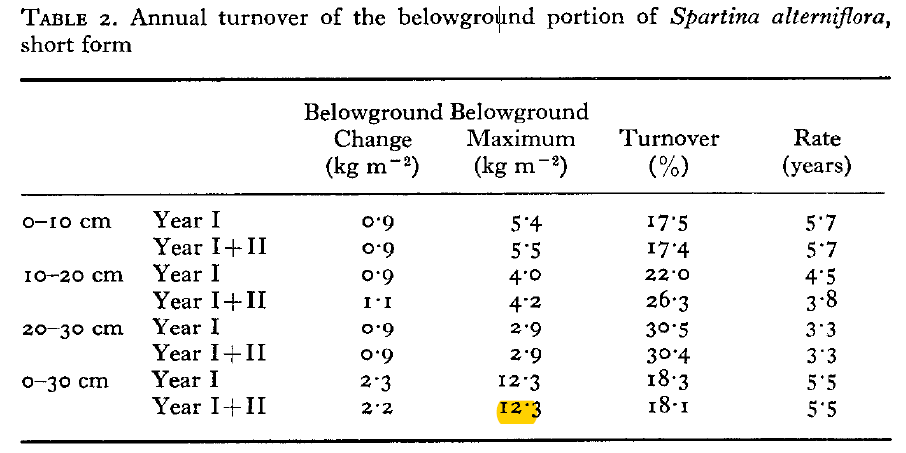 TABLE 2. Annual turnover of the belowground portion of Spartina alterniflora,
short form
Belowground Belowground
Change Maximum Turnover Rate
(kg m⁻²) (kg m⁻²) (%) (years)
0–10 cm Year I 0·9 5·4 17·5 5·7
Year I+II 0·9 5·5 17·4 5·7
10–20 cm Year I 0·9 4·0 22·0 4·5
Year I+II 1·1 4·2 26·3 3·8
20–30 cm Year I 0·9 2·9 30·5 3·3
Year I+II 0·9 2·9 30·4 3·3
0–30 cm Year I 2·3 12·3 18·3 5·5
Year I+II 2·2 12·3 18·1 5·5